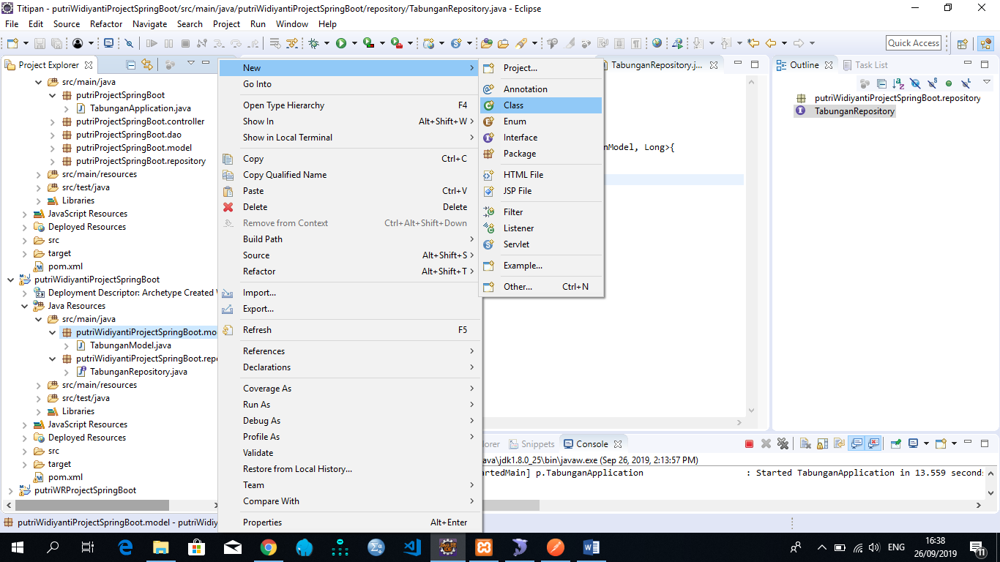 Titipan - putriWidiyantiProjectSpringBoot/src/main/java/putriWidiyantiProjectSpringBoot/repository/TabunganRepository.java - Eclipse
File Edit Source Refactor Navigate Search Project Run Window Help
Quick Access
Project Explorer
src/main/java
putriProjectSpringBoot
TabunganApplication.java
putriProjectSpringBoot.controller
putriProjectSpringBoot.dao
putriProjectSpringBoot.model
putriProjectSpringBoot.repository
src/main/resources
src/test/java
Libraries
JavaScript Resources
Deployed Resources
src
target
pom.xml
putriWidiyantiProjectSpringBoot
Deployment Descriptor: Archetype Created
Java Resources
src/main/java
putriWidiyantiProjectSpringBoot.mo
TabunganModel.java
putriWidiyantiProjectSpringBoot.repo
TabunganRepository.java
src/main/resources
src/test/java
Libraries
JavaScript Resources
Deployed Resources
src
target
pom.xml
putriWRProjectSpringBoot
New
Go Into
Open Type Hierarchy F4
Show In Alt+Shift+W
Show in Local Terminal
Copy Ctrl+C
Copy Qualified Name
Paste Ctrl+V
Delete Delete
Remove from Context Ctrl+Alt+Shift+Down
Build Path
Source Alt+Shift+S
Refactor Alt+Shift+T
Import...
Export...
Refresh F5
References
Declarations
Coverage As
Run As
Debug As
Profile As
Validate
Restore from Local History...
Team
Compare With
Properties Alt+Enter
Project...
Annotation
Class
Enum
Interface
Package
HTML File
JSP File
Filter
Listener
Servlet
Example...
Other... Ctrl+N
TabunganRepository.j...
nModel, Long>{
Outline Task List
putriWidiyantiProjectSpringBoot.repository
TabunganRepository
lorer Snippets Console
ava\jdk1.8.0_25\bin\javaw.exe (Sep 26, 2019, 2:13:57 PM)
artedMain] p.TabunganApplication : Started TabunganApplication in 13.559 second
putriWidiyantiProjectSpringBoot.model - putriWidiy
ENG
16:38
26/09/2019
11